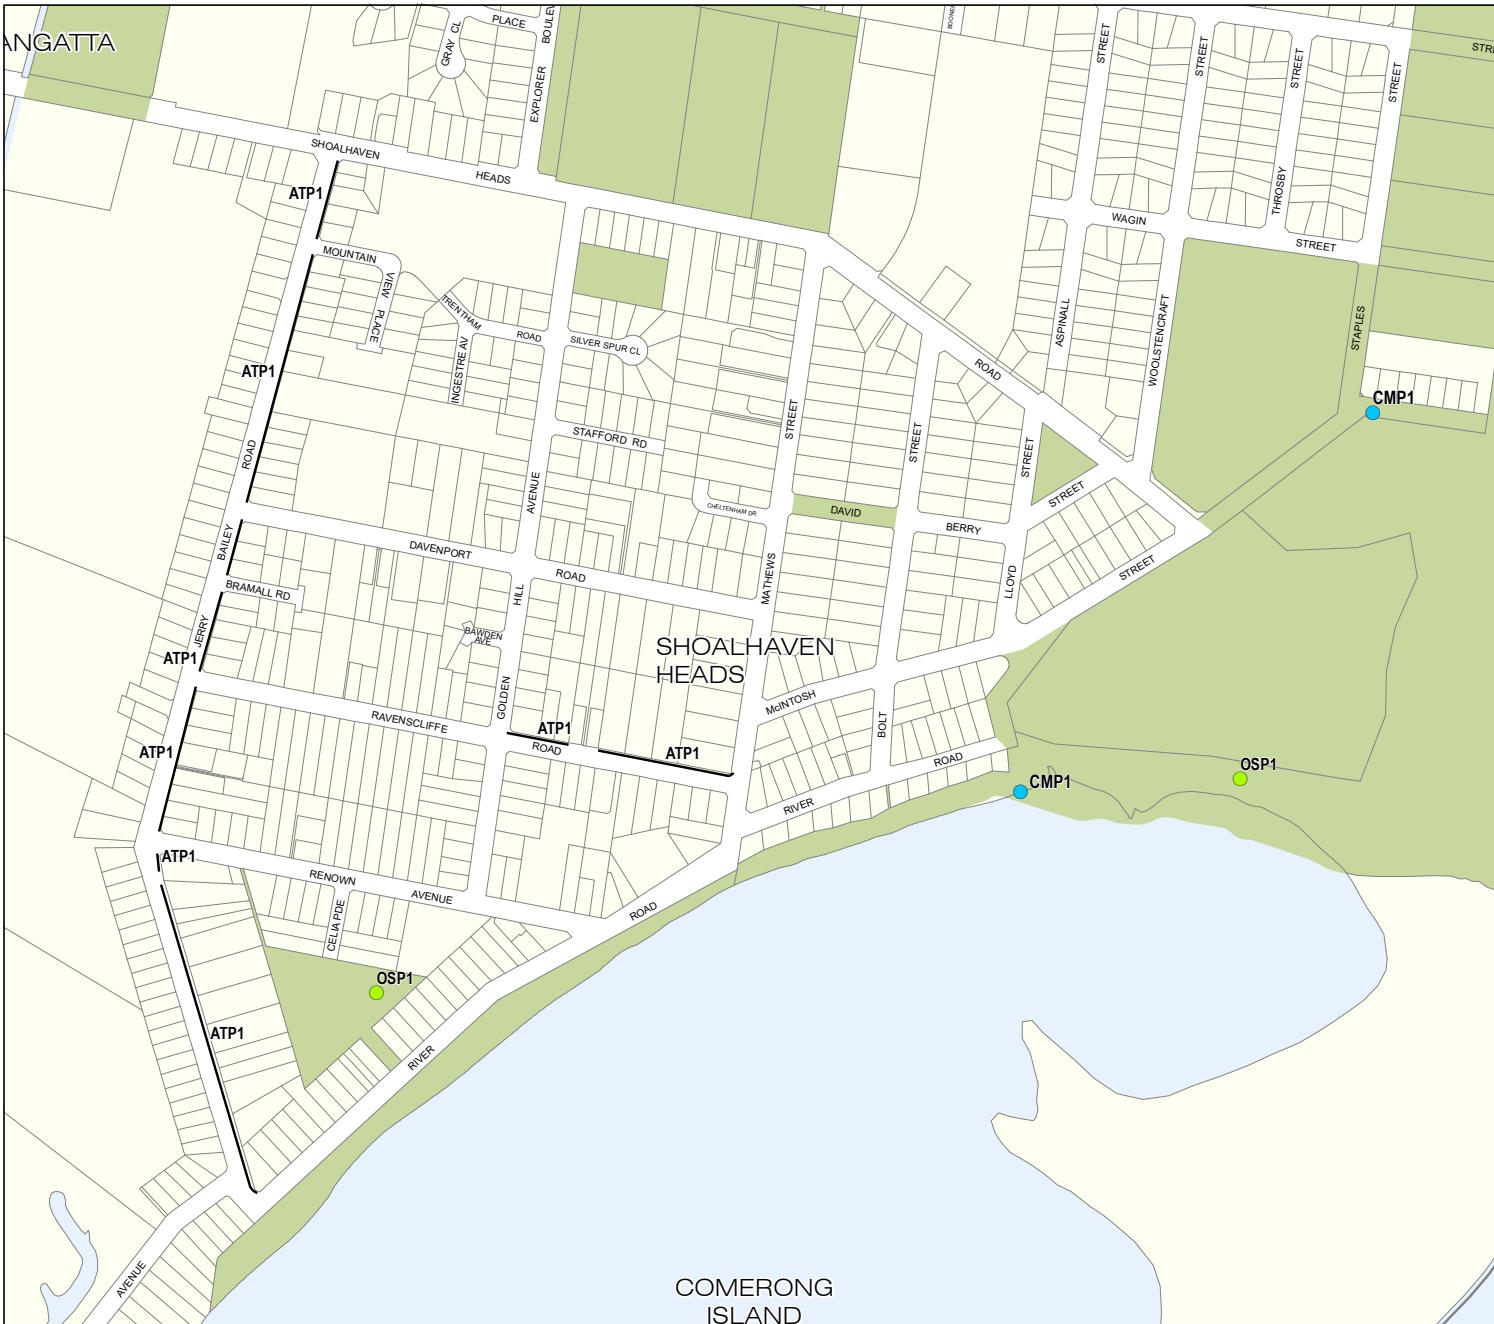 ANGATTA
GRAY CL
PLACE
BOULEV
EXPLORER
STREET
STREET
STREET
STREET
SHOALHAVEN
HEADS
ATP1
MOUNTAIN
VIEW PLACE
TRENTHAM
ROAD
INGESTRE AV
SILVER SPUR CL
WAGIN
STREET
THROSBY
ASPINALL
WOOLSTENCRAFT
STAPLES
ATP1
ROAD
CMP1
STAFFORD RD
STREET
STREET
STREET
ROAD
AVENUE
CHELTENHAM DR
DAVID
STREET
BERRY
BAILEY
DAVENPORT
ROAD
MATHEWS
LLOYD
STREET
BRAMALL RD
HILL
JERRY
BAWDEN
AVE
ATP1
SHOALHAVEN
HEADS
GOLDEN
McINTOSH
RAVENSCLIFFE
ATP1
BOLT
ATP1
ROAD
ATP1
ROAD
OSP1
CMP1
RIVER
ATP1
RENOWN
AVENUE
ROAD
CELIA PDE
OSP1
ATP1
RIVER
AVENUE
COMERONG
ISLAND